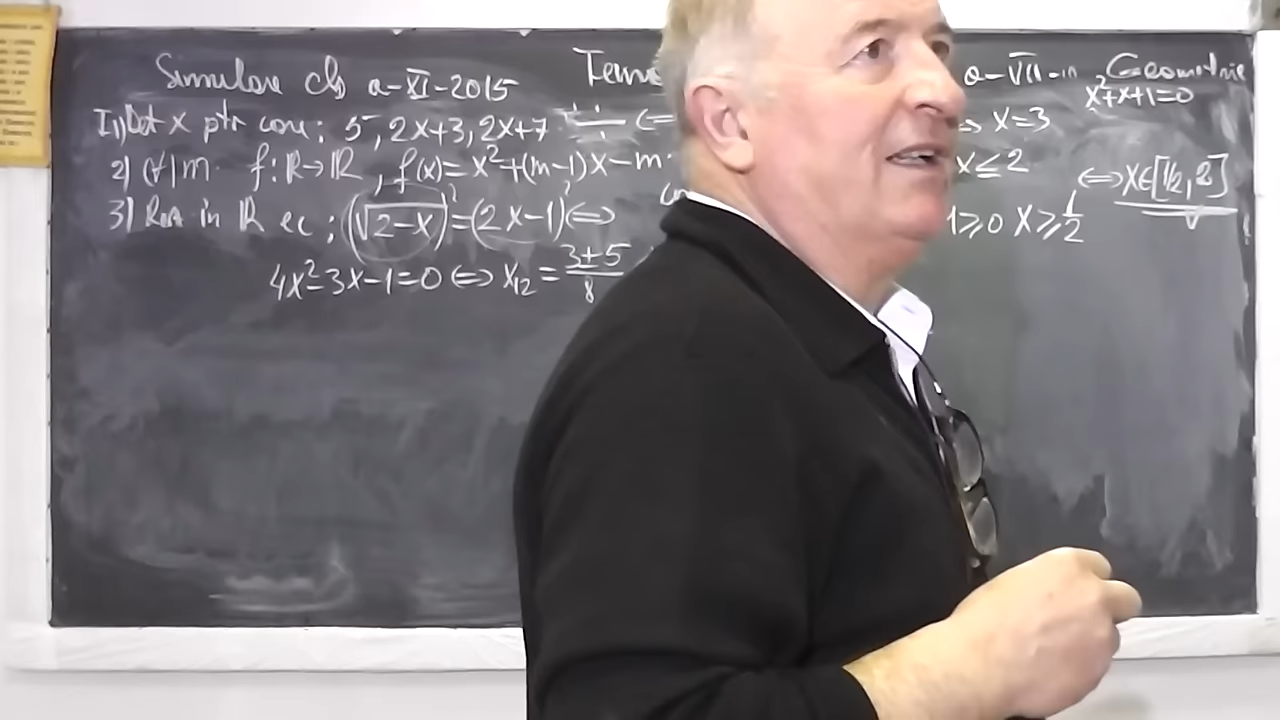 Simulare cls a-XI-2015 Tema a-VII-a Geometrie
x²+x+1=0
I1) Det x ptr care: 5, 2x+3, 2x+7 ÷ <= => x=3
2) (∀) m f:ℝ→ℝ, f(x)=x²+(m-1)x-m x≤2 <=> x∈[1/2,2]
3) Rez in ℝ ec: (√2-x)²=(2x-1)² <=> 1≥0 x≥1/2
4x²-3x-1=0 <=> x12=3±5/8